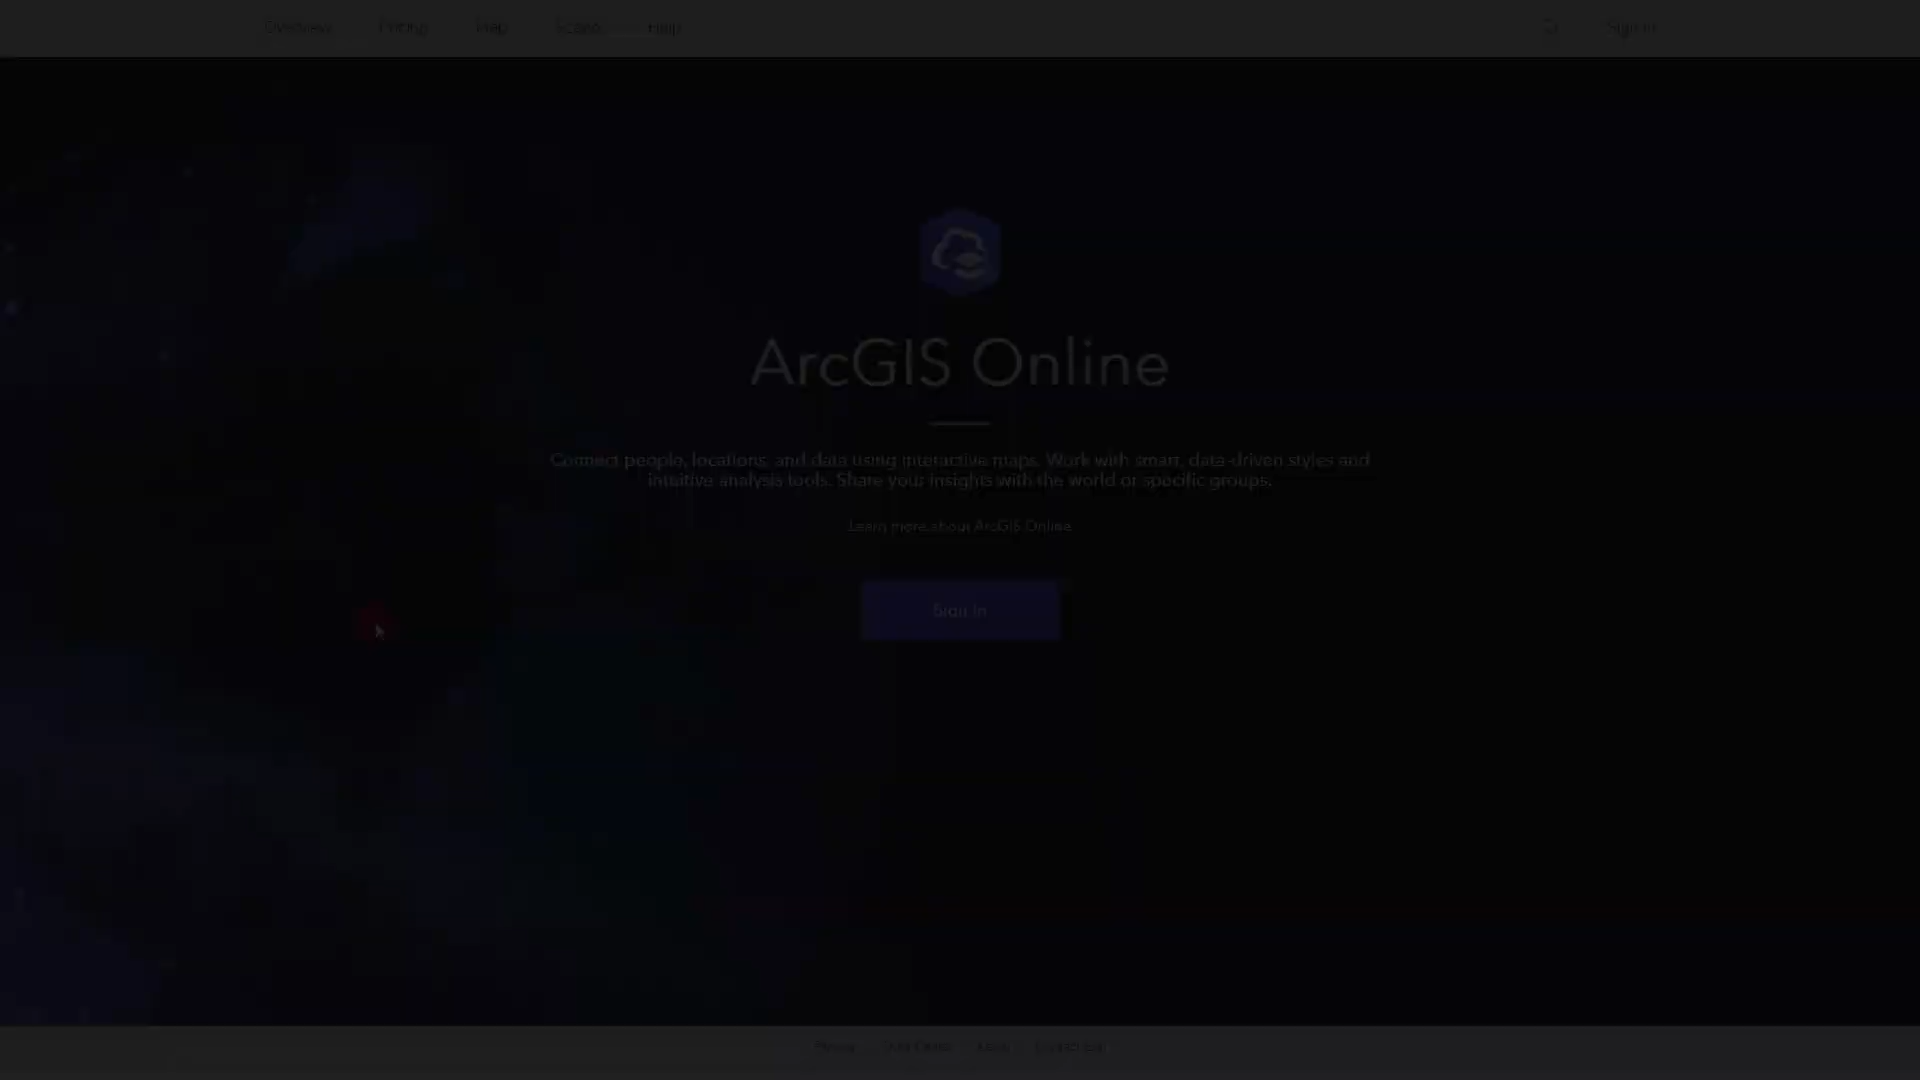 Overview Pricing Map Scene Help Sign In
ArcGIS Online
Connect people, locations, and data using interactive maps. Work with smart, data-driven styles and
intuitive analysis tools. Share your insights with the world or specific groups.
Learn more about ArcGIS Online
Sign In